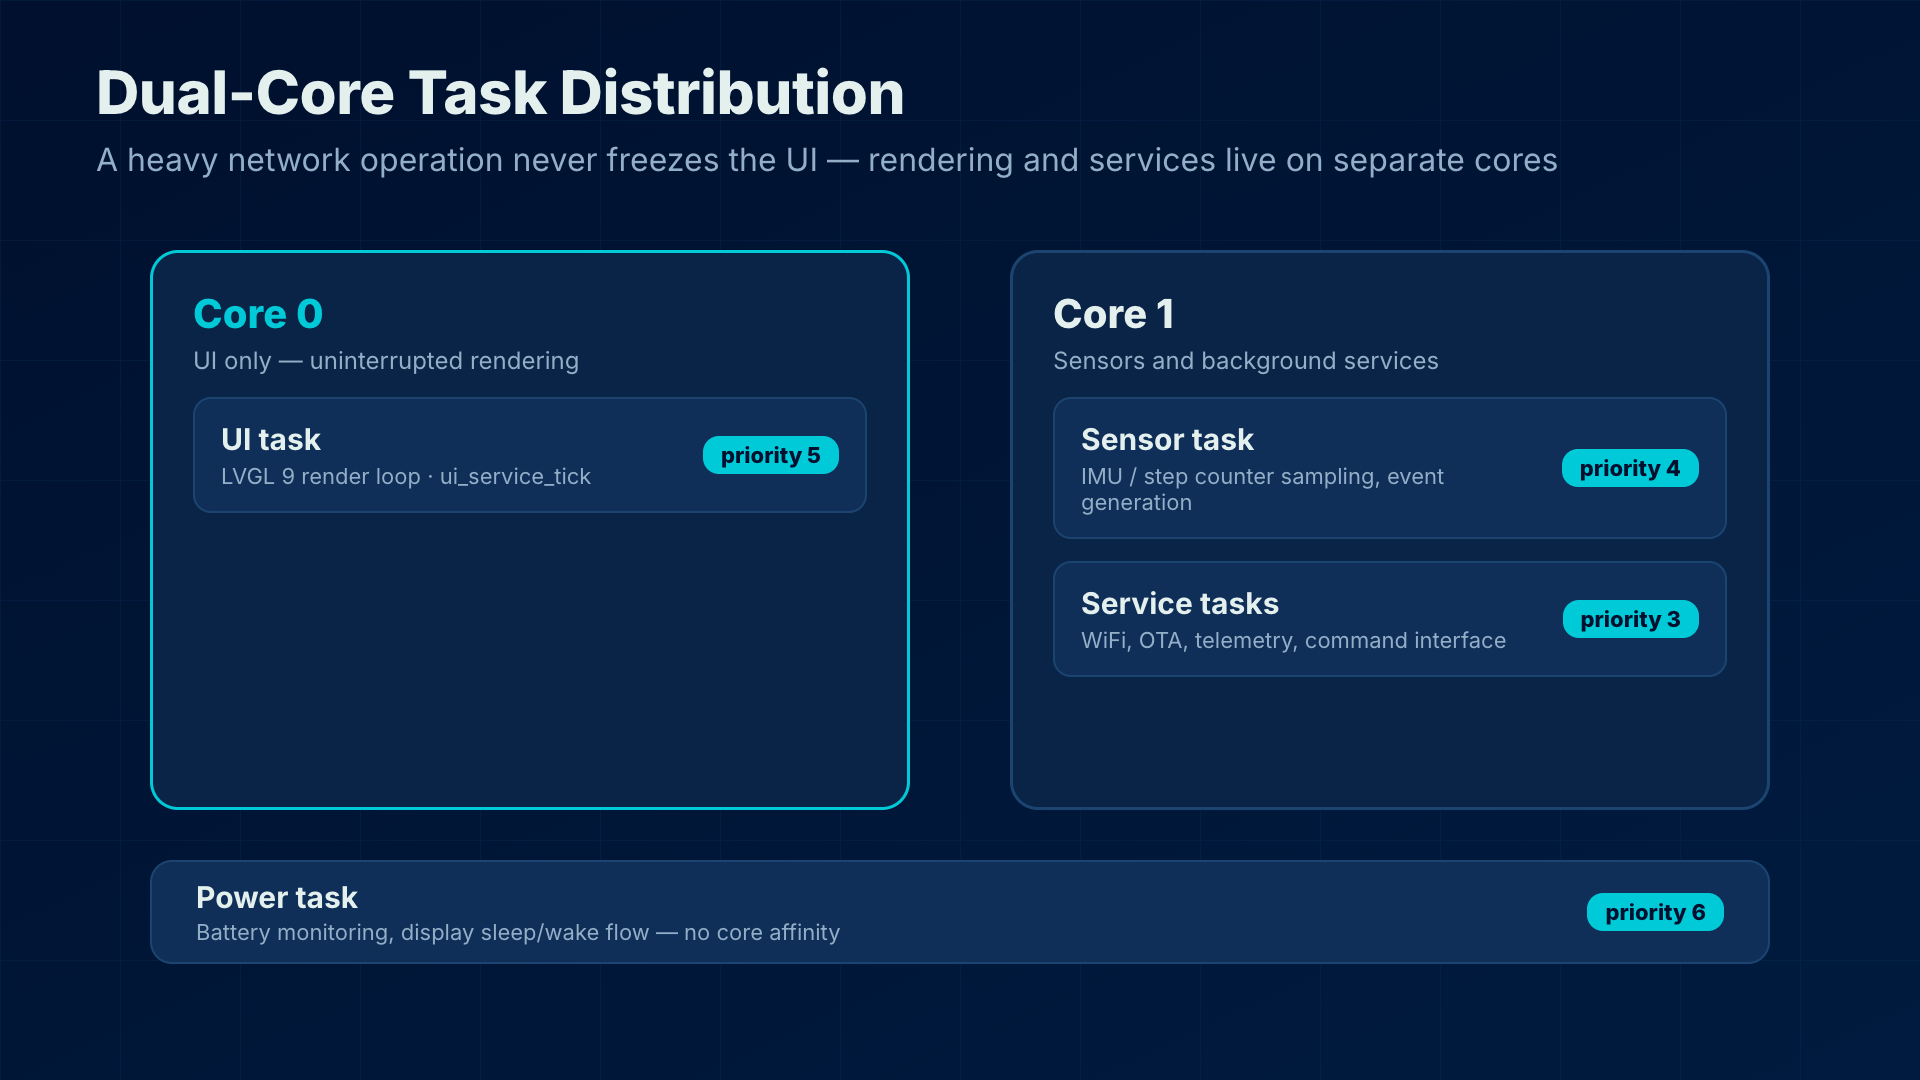 Dual-Core Task Distribution
A heavy network operation never freezes the UI — rendering and services live on separate cores
Core 0
UI only — uninterrupted rendering
UI task
LVGL 9 render loop · ui_service_tick
priority 5
Core 1
Sensors and background services
Sensor task
IMU / step counter sampling, event
generation
priority 4
Service tasks
WiFi, OTA, telemetry, command interface
priority 3
Power task
Battery monitoring, display sleep/wake flow — no core affinity
priority 6